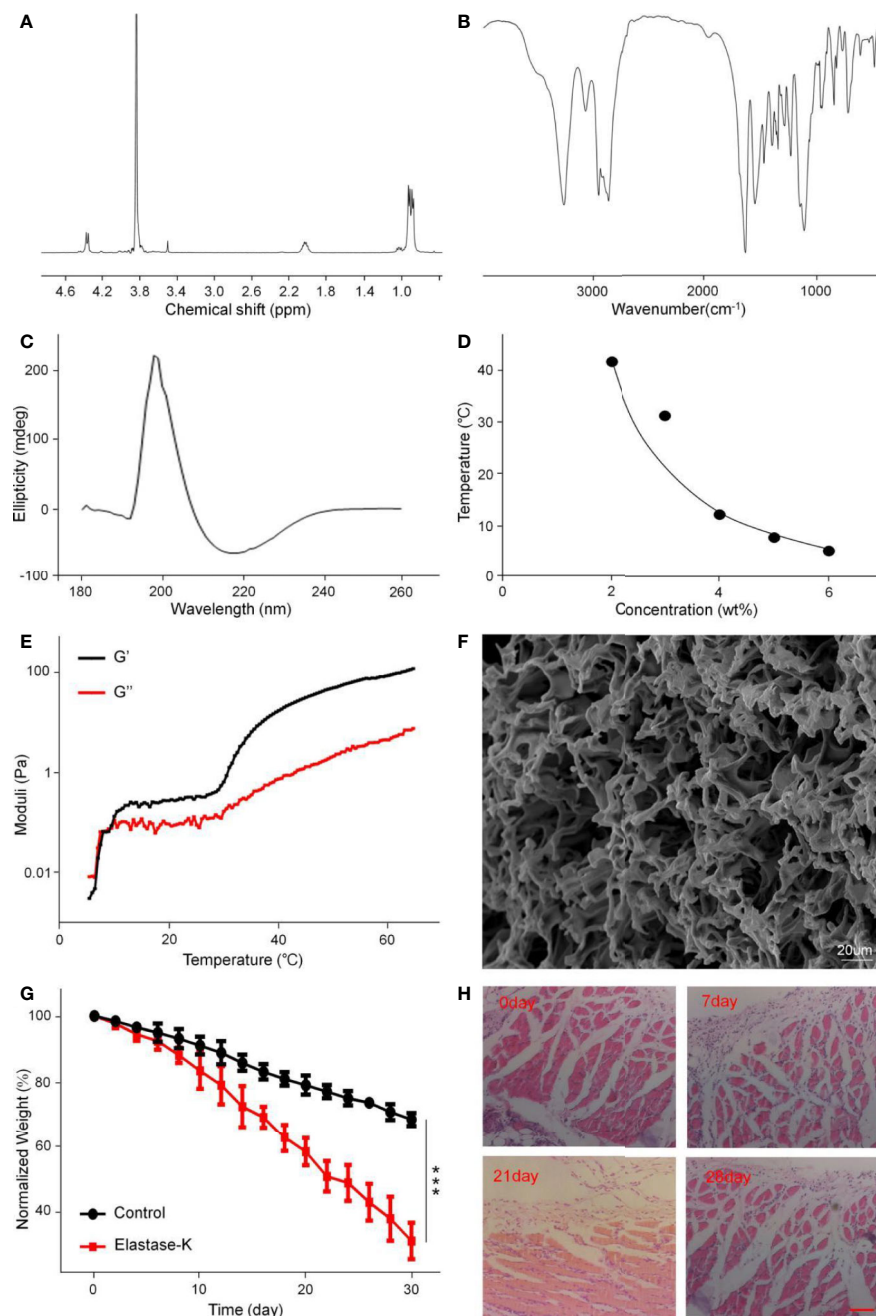 A
4.6 4.2 3.8 3.4 3.0 2.6 2.2 1.8 1.4 1.0
Chemical shift (ppm)
B
3000 2000 1000
Wavenumber(cm⁻¹)
C
200
100
0
-100
Ellipticity (mdeg)
180 200 220 240 260
Wavelength (nm)
D
40
30
20
10
0
Temperature (°C)
0 2 4 6
Concentration (wt%)
E
G'
G''
100
1
0.01
Moduli (Pa)
0 20 40 60
Temperature (°C)
F
20um
G
100
80
60
40
Normalized Weight (%)
Control
Elastase-K
***
0 10 20 30
Time (day)
H
0day
7day
21day
28day